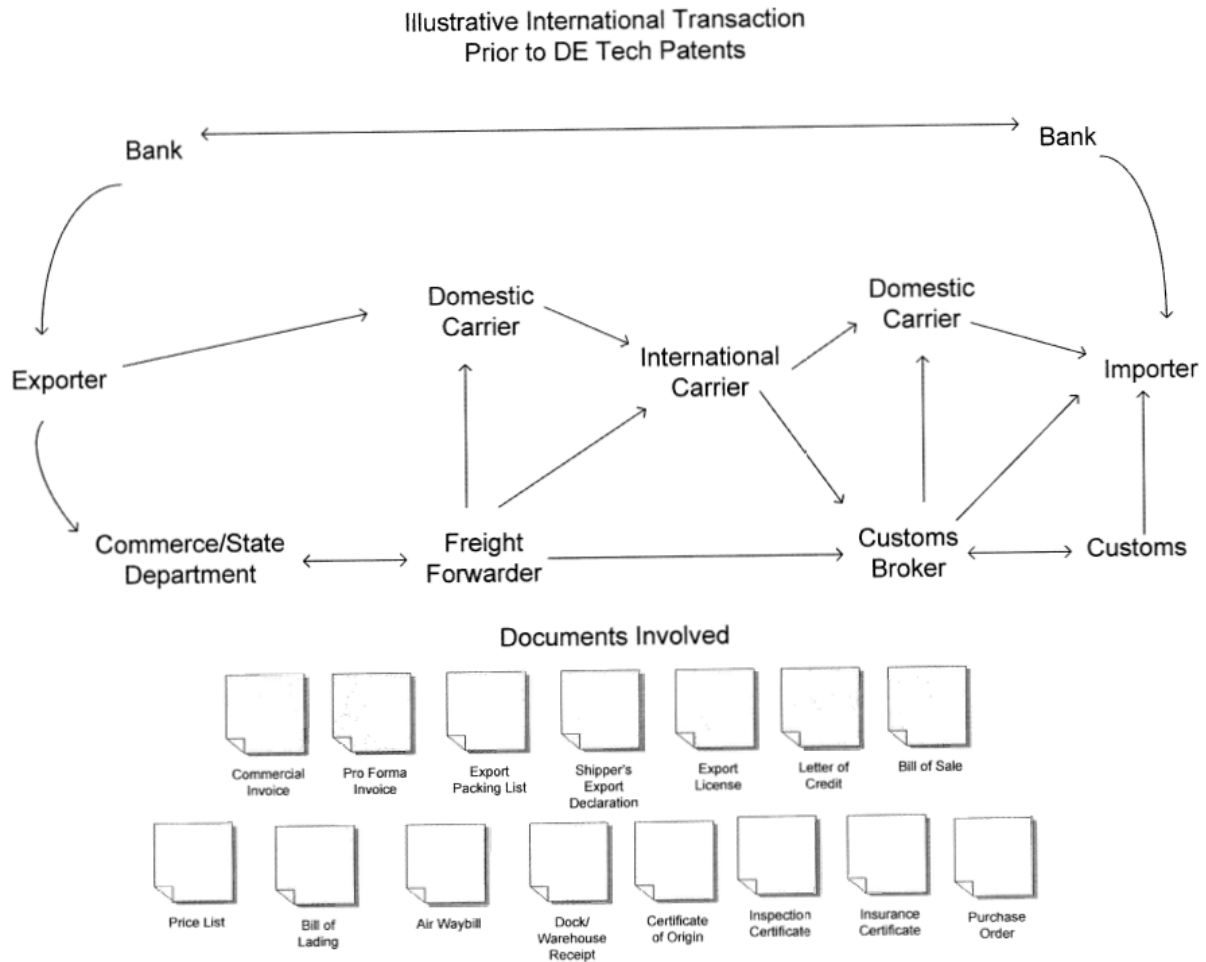 Illustrative International Transaction
Prior to DE Tech Patents
Bank
Bank
Domestic
Carrier
Domestic
Carrier
International
Carrier
Exporter
Importer
Commerce/State
Department
Freight
Forwarder
Customs
Broker
Customs
Documents Involved
Commercial
Invoice
Pro Forma
Invoice
Export
Packing List
Shipper's
Export
Declaration
Export
License
Letter of
Credit
Bill of Sale
Price List
Bill of
Lading
Air Waybill
Dock/
Warehouse
Receipt
Certificate
of Origin
Inspection
Certificate
Insurance
Certificate
Purchase
Order